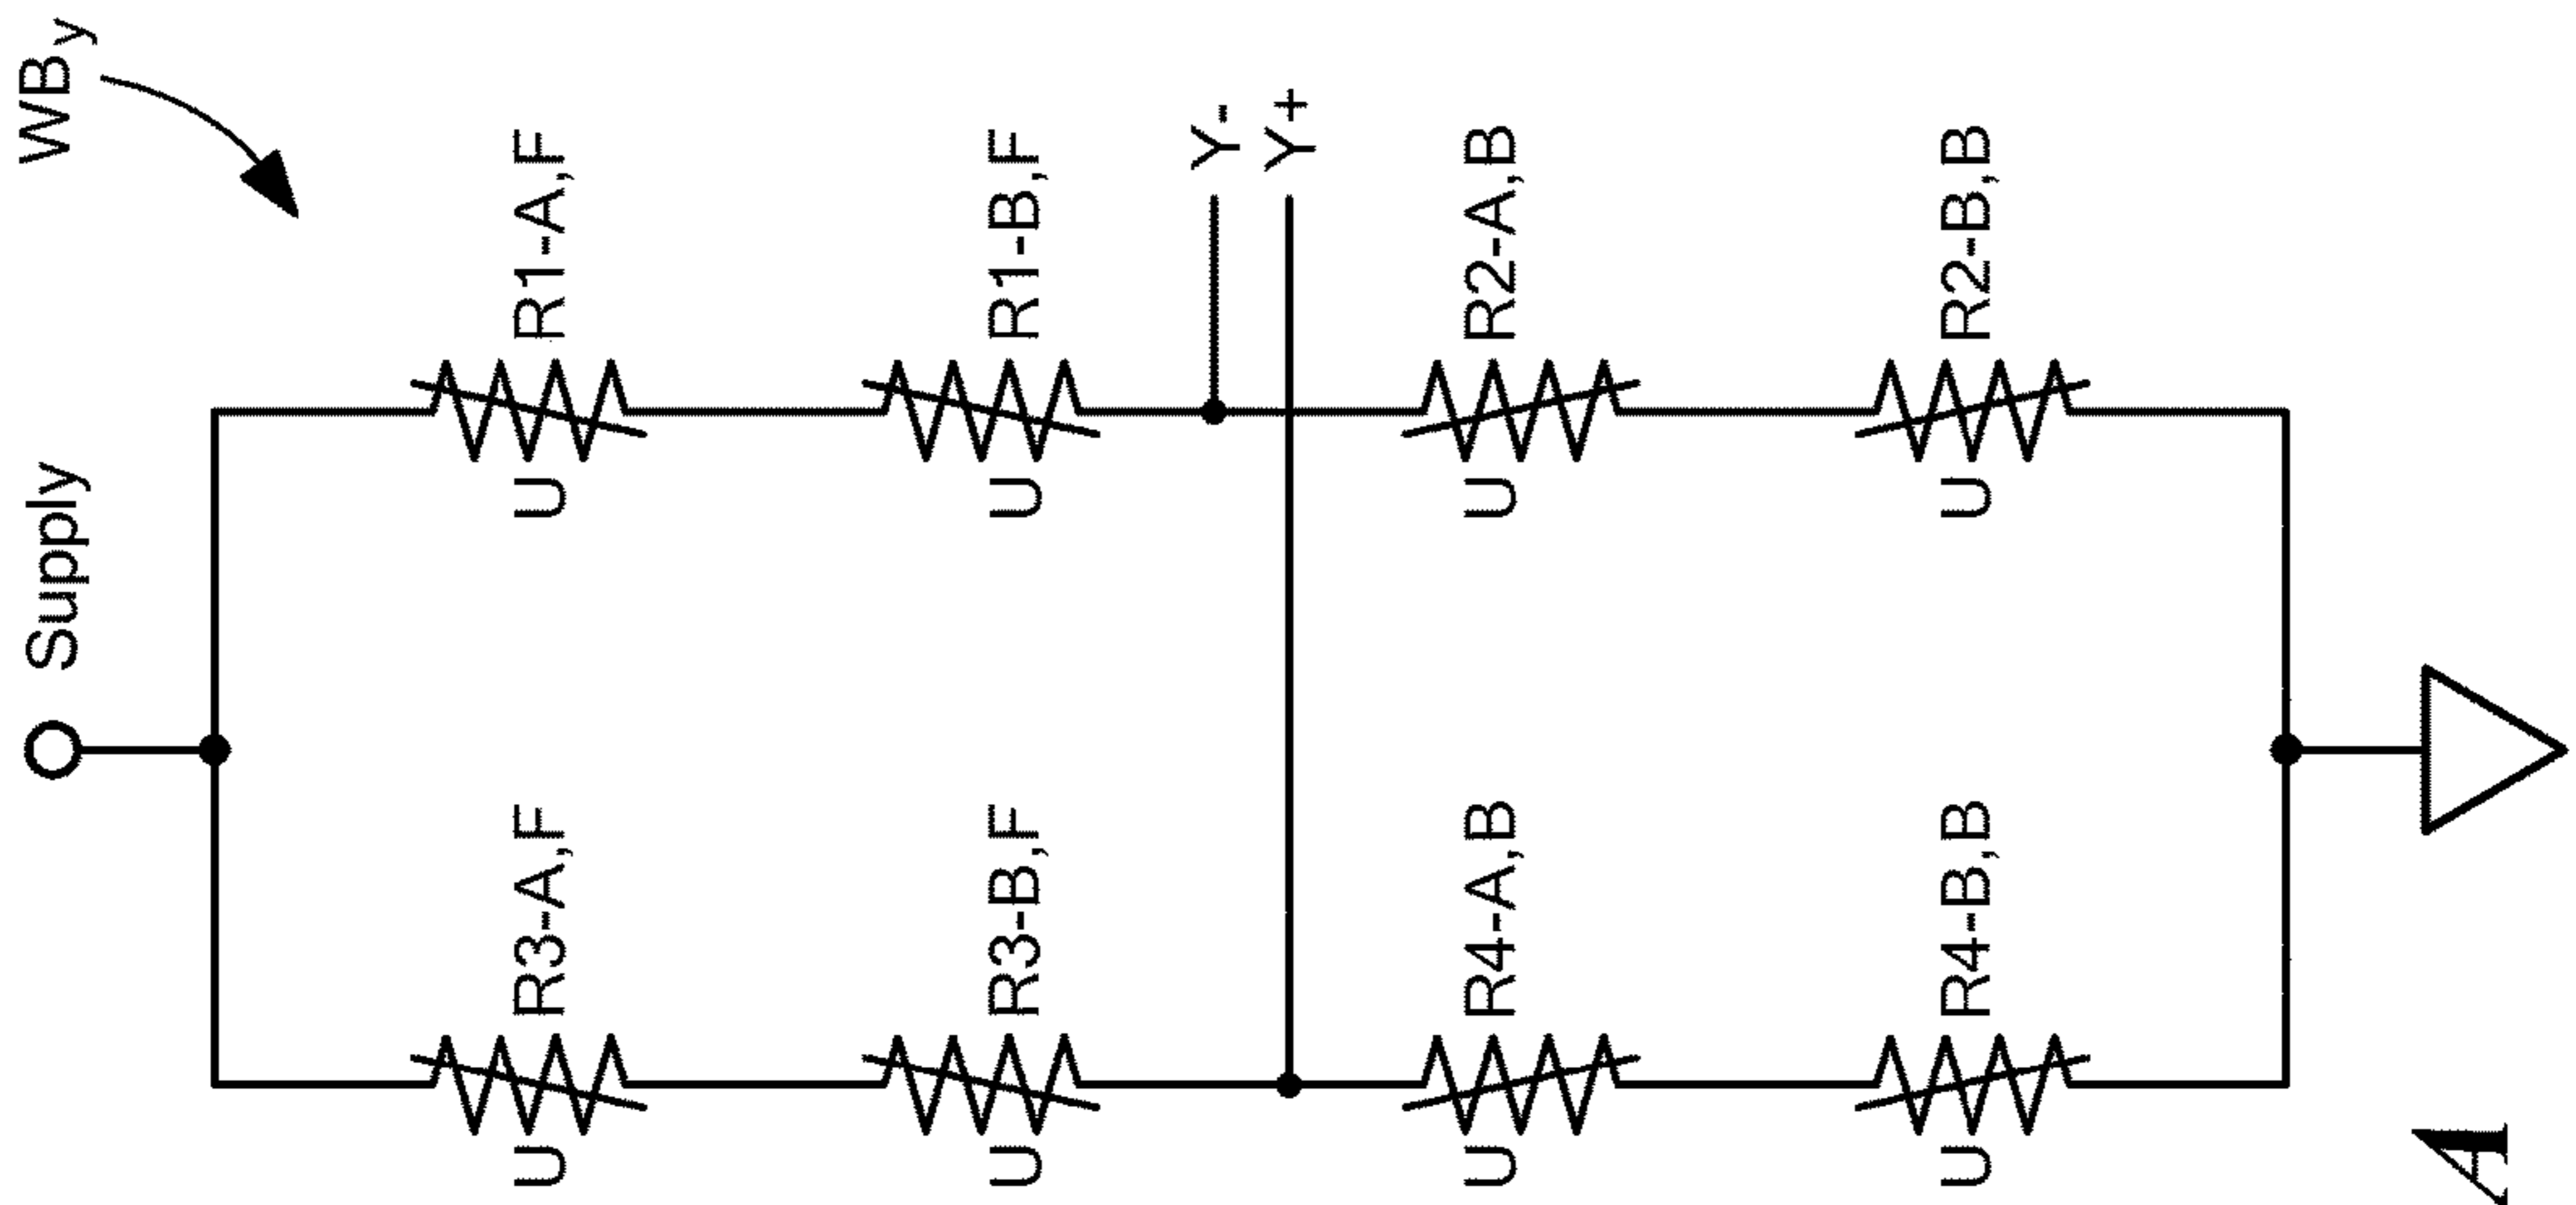 Supply
WBy
U R3-A,F
U R1-A,F
U R3-B,F
U R1-B,F
Y-
Y+
U R4-A,B
U R2-A,B
U R4-B,B
U R2-B,B
A